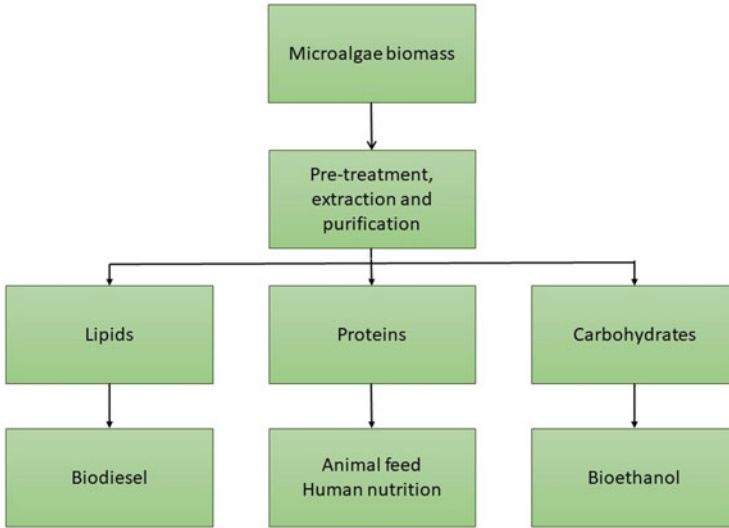 Microalgae biomass
Pre-treatment,
extraction and
purification
Lipids
Proteins
Carbohydrates
Biodiesel
Animal feed
Human nutrition
Bioethanol